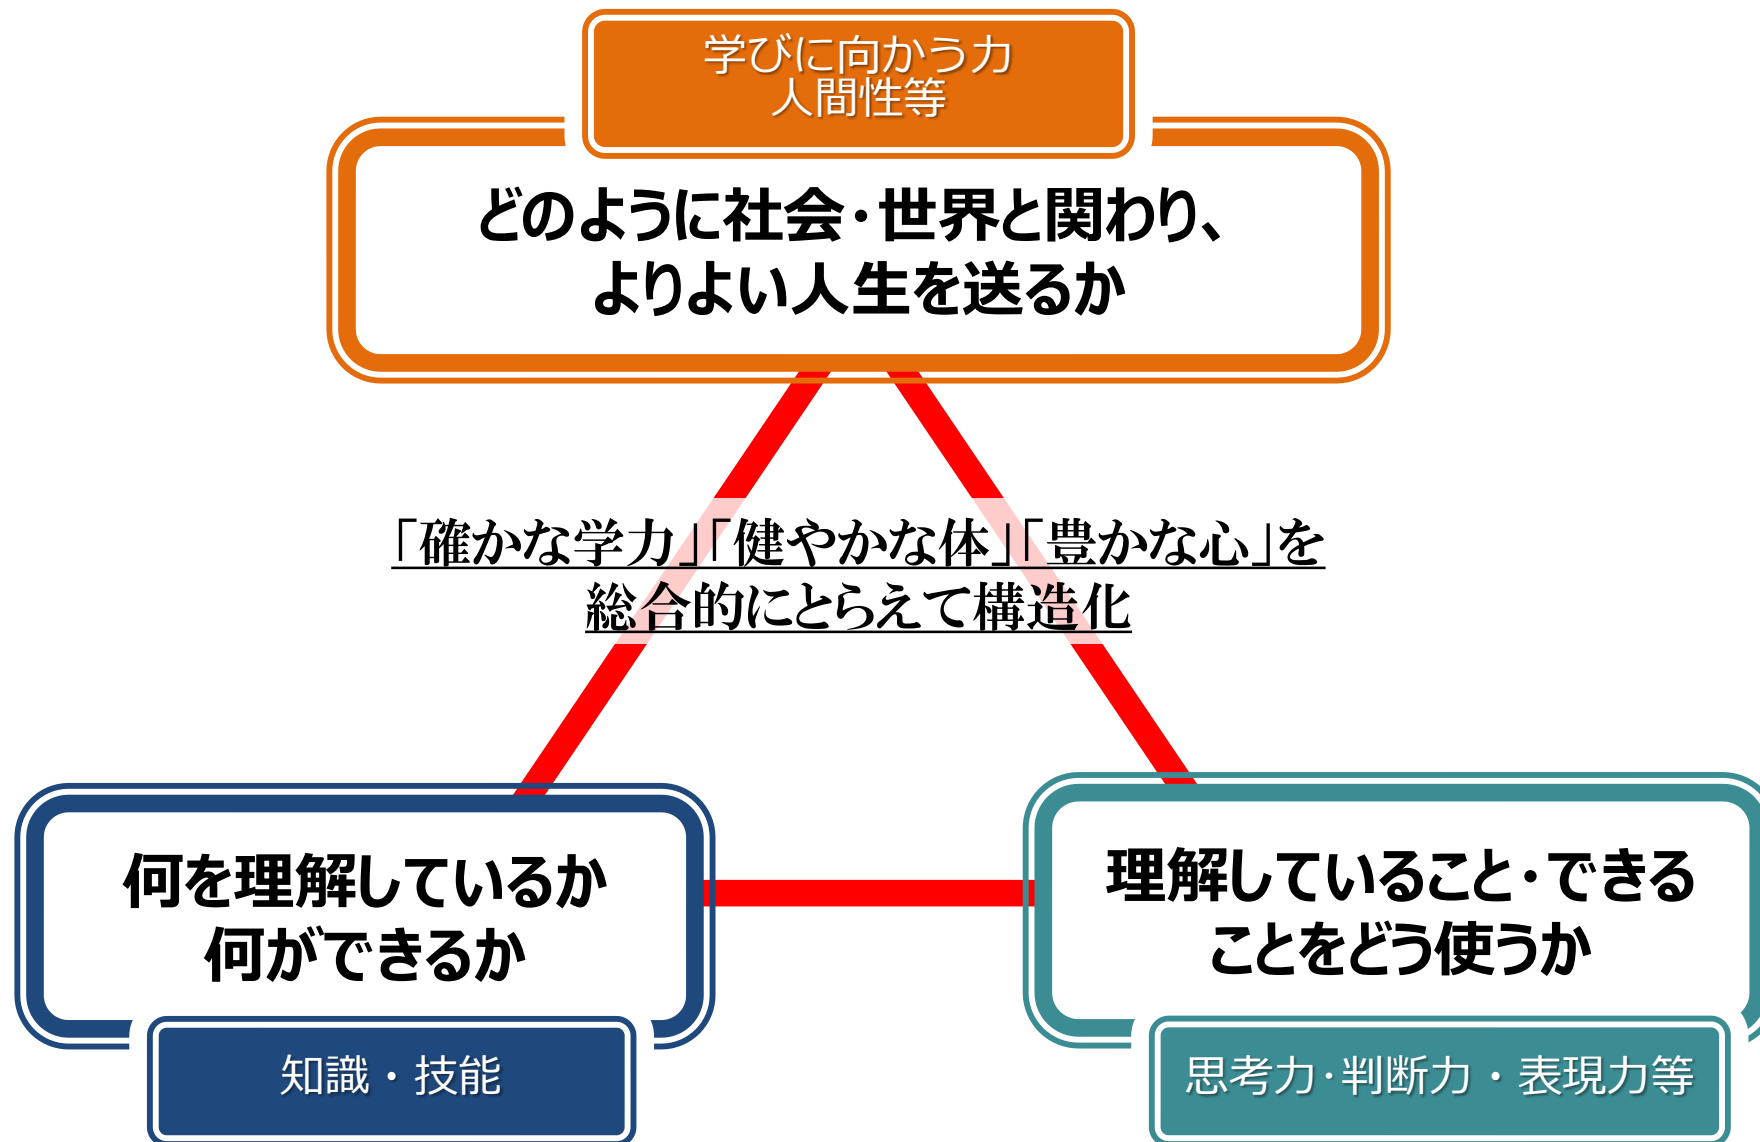 学びに向かう力
人間性等
どのように社会・世界と関わり、
よりよい人生を送るか
「確かな学力」「健やかな体」「豊かな心」を
総合的にとらえて構造化
何を理解しているか
何ができるか
知識・技能
理解していること・できる
ことをどう使うか
思考力・判断力・表現力等